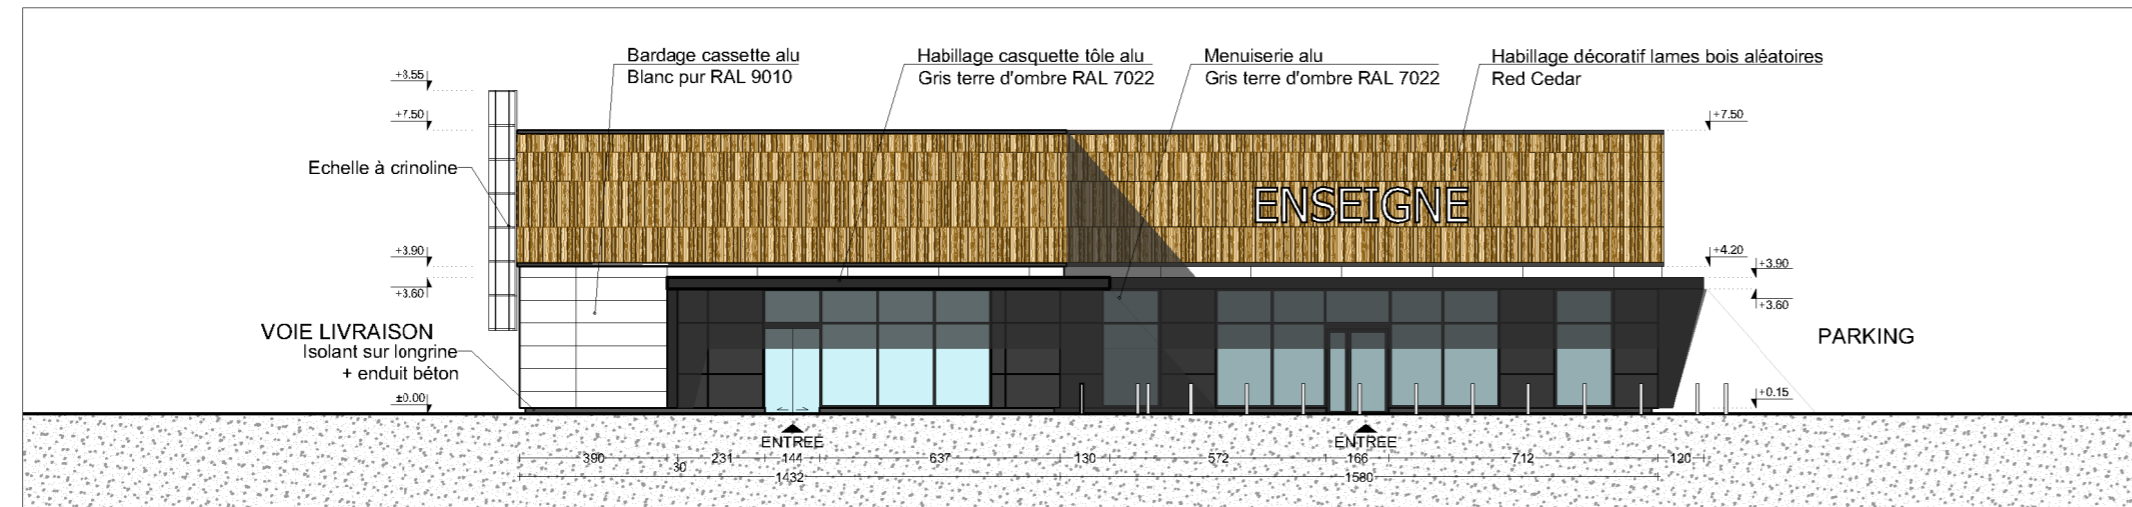 Bardage cassette alu
Blanc pur RAL 9010
Habillage casquette tôle alu
Gris terre d'ombre RAL 7022
Menuiserie alu
Gris terre d'ombre RAL 7022
Habillage décoratif lames bois aléatoires
Red Cedar
+8.55
+7.50
+7.50
Echelle à crinoline
ENSEIGNE
+3.90
+3.60
+4.20
+3.90
+3.60
VOIE LIVRAISON
Isolant sur longrine
+ enduit béton
PARKING
±0.00
+0.15
ENTREE
ENTREE
390
30
231
144
637
130
572
166
712
120
1432
1580